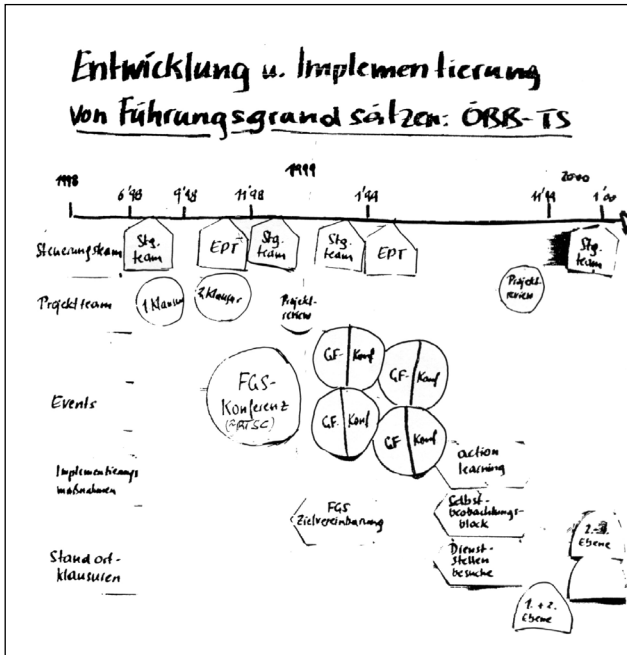 Entwicklung u. Implementierung
von Führungsgrundsätzen: ÖBB-TS
1998
1999
2000
6'98
9'98
11'98
1'99
11'99
1'00
Steuerungsteam
Stg.
team
EPT
Stg.
team
Stg.
team
EPT
Stg.
team
Projektteam
1 Klausur
2. Klausur
Projekt-
review
Projekt
review
Events
FGS-
Konferenz
GF- Konf
GF- Konf
GF- Konf
GF- Konf
Implementierungs
maßnahmen
action
learning
FGS
Zielvereinbarung
Selbst-
beobachtungs-
block
Standort-
klausuren
Dienst-
stellen
besuche
Ebene
1. + 2.
Ebene